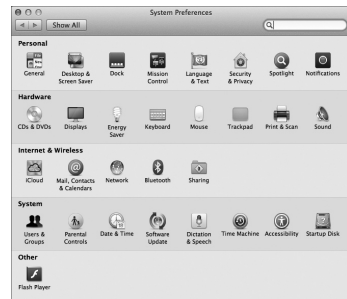 System Preferences
Show All
Personal
General
Desktop & Screen Saver
Dock
Mission Control
Language & Text
Security & Privacy
Spotlight
Notifications
Hardware
CDs & DVDs
Displays
Energy Saver
Keyboard
Mouse
Trackpad
Print & Scan
Sound
Internet & Wireless
iCloud
Mail, Contacts & Calendars
Network
Bluetooth
Sharing
System
Users & Groups
Parental Controls
Date & Time
Software Update
Dictation & Speech
Time Machine
Accessibility
Startup Disk
Other
Flash Player